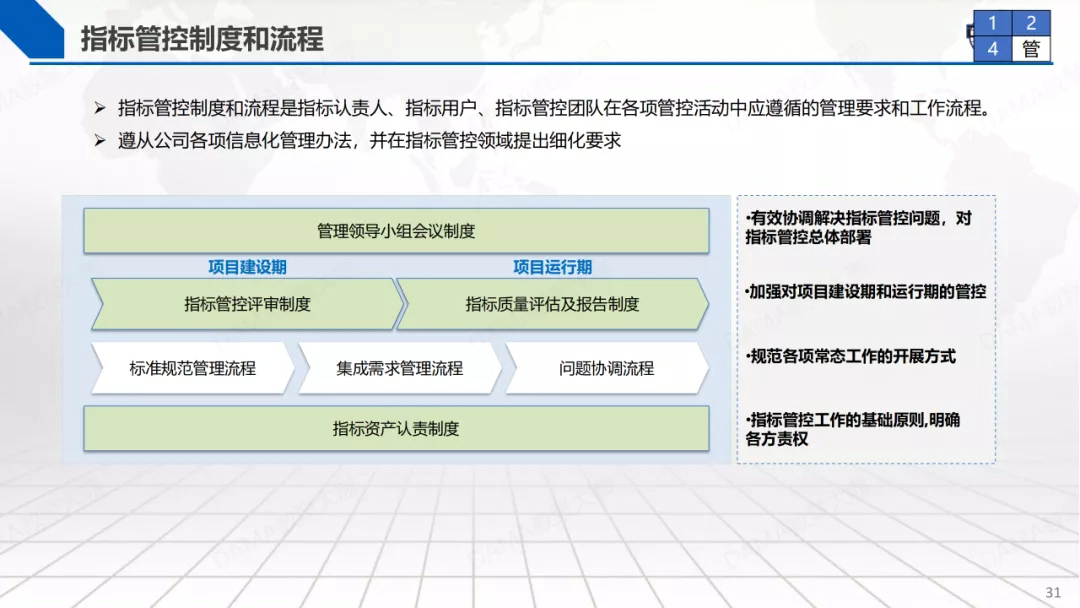 指标管控制度和流程
1 2
4 管
➢ 指标管控制度和流程是指标认责人、指标用户、指标管控团队在各项管控活动中应遵循的管理要求和工作流程。
➢ 遵从公司各项信息化管理办法，并在指标管控领域提出细化要求
管理领导小组会议制度
项目建设期 项目运行期
指标管控评审制度 指标质量评估及报告制度
标准规范管理流程 集成需求管理流程 问题协调流程
指标资产认责制度
•有效协调解决指标管控问题，对
指标管控总体部署
•加强对项目建设期和运行期的管控
•规范各项常态工作的开展方式
•指标管控工作的基础原则,明确
各方责权
31